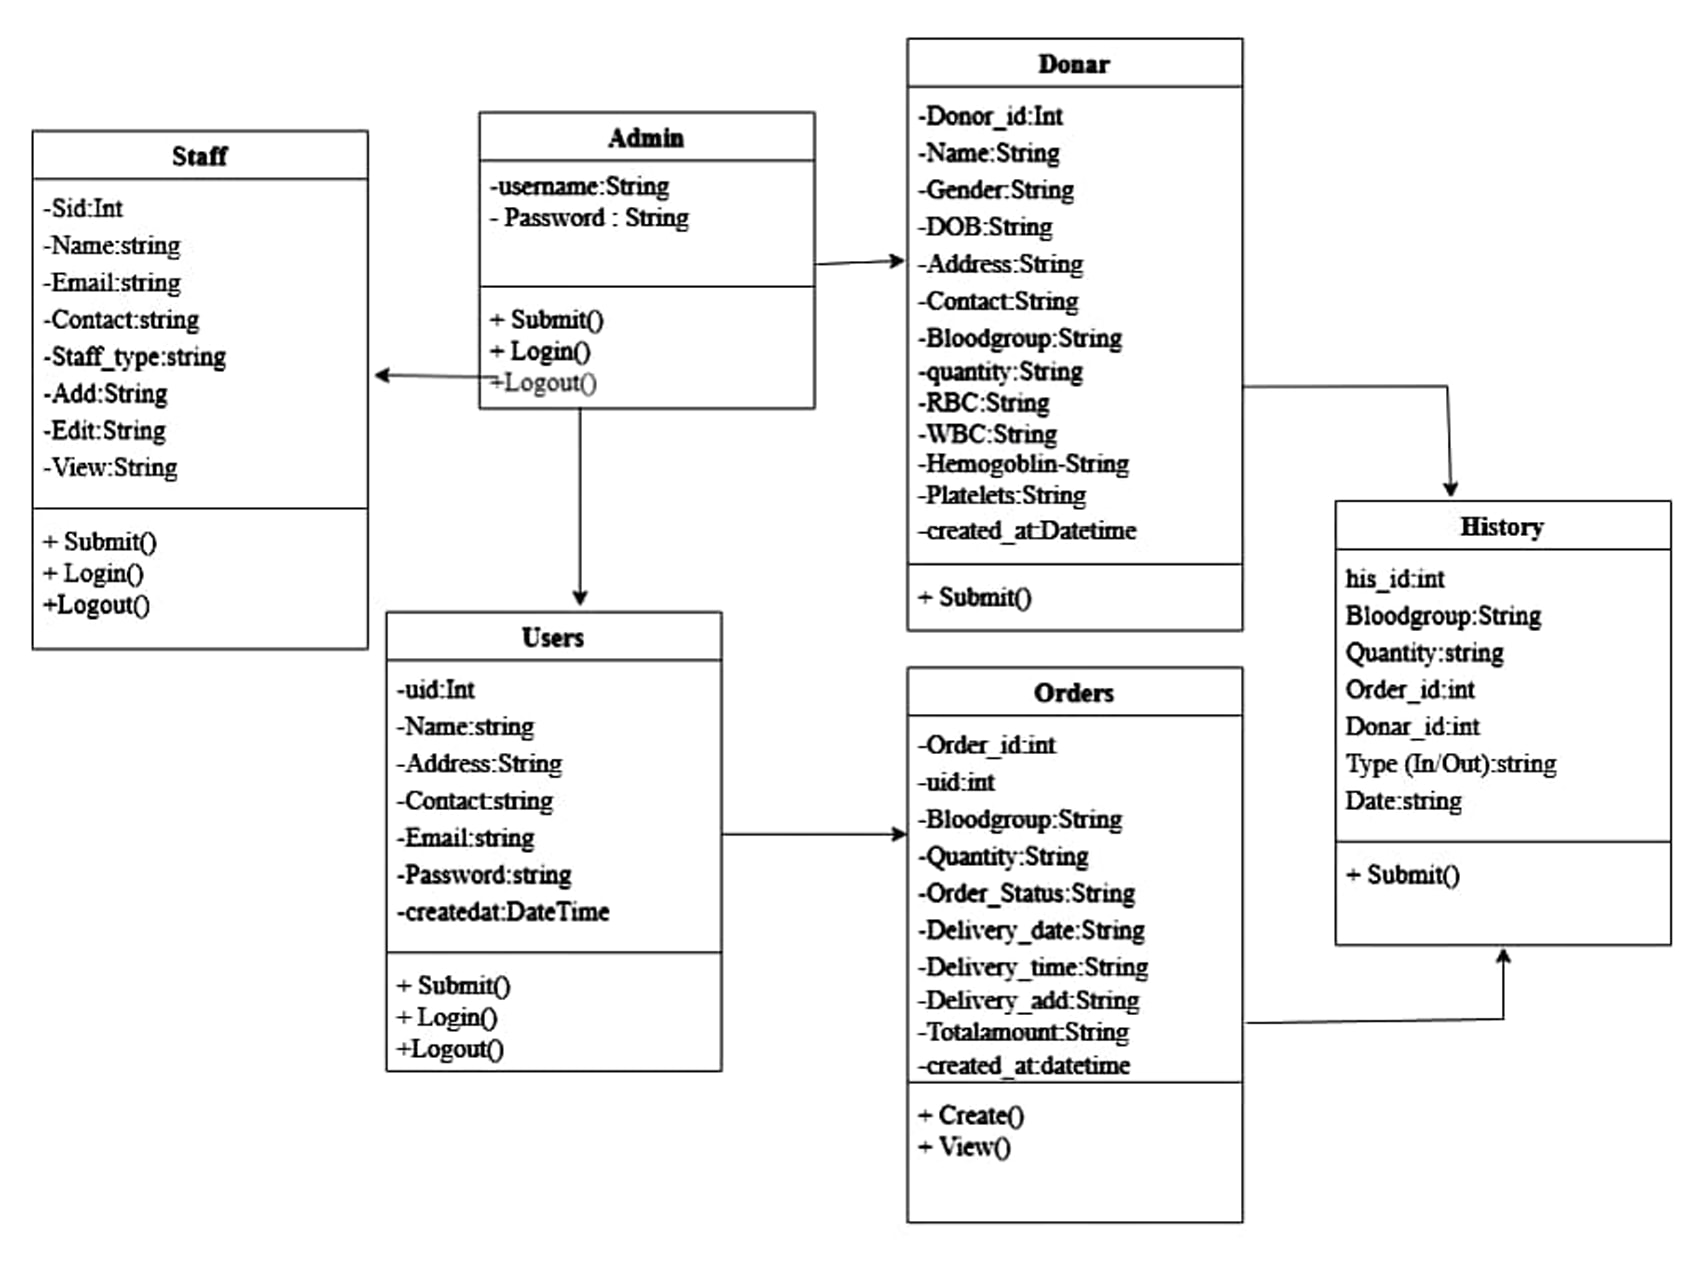 Staff
-Sid:Int
-Name:string
-Email:string
-Contact:string
-Staff_type:string
-Add:String
-Edit:String
-View:String
+ Submit()
+ Login()
+Logout()
Admin
-username:String
- Password : String
+ Submit()
+ Login()
+Logout()
Donar
-Donor_id:Int
-Name:String
-Gender:String
-DOB:String
-Address:String
-Contact:String
-Bloodgroup:String
-quantity:String
-RBC:String
-WBC:String
-Hemogoblin-String
-Platelets:String
-created_at:Datetime
+ Submit()
Users
-uid:Int
-Name:string
-Address:String
-Contact:string
-Email:string
-Password:string
-createdat:DateTime
+ Submit()
+ Login()
+Logout()
Orders
-Order_id:int
-uid:int
-Bloodgroup:String
-Quantity:String
-Order_Status:String
-Delivery_date:String
-Delivery_time:String
-Delivery_add:String
-Totalamount:String
-created_at:datetime
+ Create()
+ View()
History
his_id:int
Bloodgroup:String
Quantity:string
Order_id:int
Donar_id:int
Type (In/Out):string
Date:string
+ Submit()